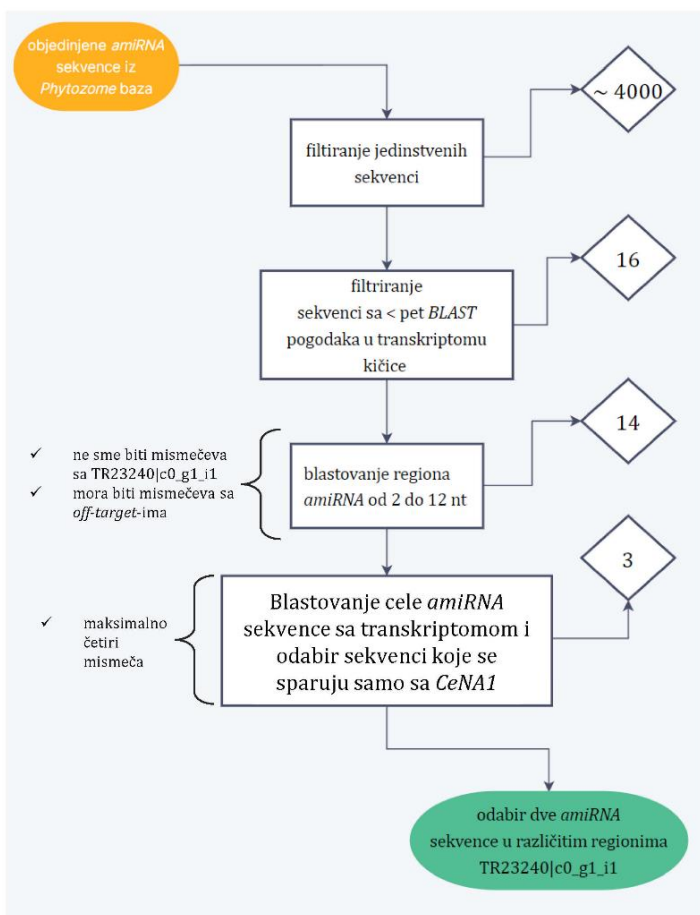 objedinjene amiRNA
sekvence iz
Phytozome baza
~ 4000
filtiranje jedinstvenih
sekvenci
16
filtriranje
sekvenci sa < pet BLAST
pogodaka u transkriptomu
kičice
14
✓ ne sme biti mismečeva
sa TR23240|c0_g1_i1
✓ mora biti mismečeva sa
off-target-ima
blastovanje regiona
amiRNA od 2 do 12 nt
3
✓ maksimalno
četiri
mismeča
Blastovanje cele amiRNA
sekvence sa transkriptomom i
odabir sekvenci koje se
sparuju samo sa CeNA1
odabir dve amiRNA
sekvence u različitim regionima
TR23240|c0_g1_i1